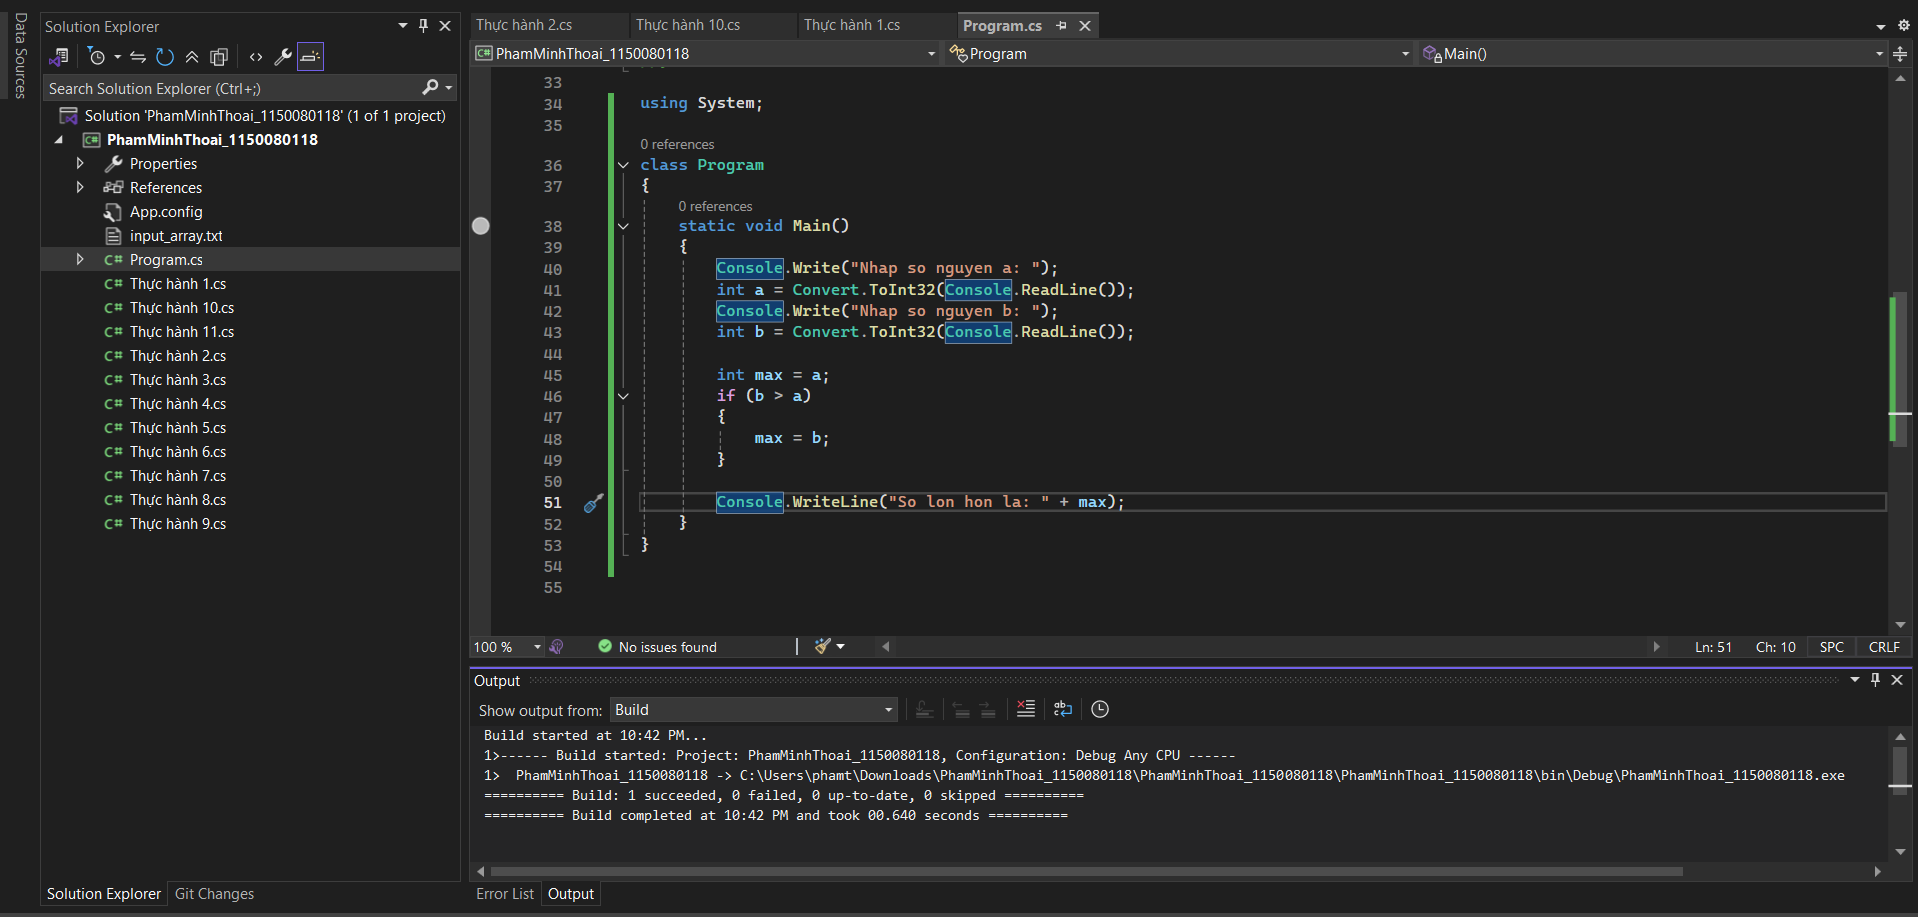 Data Sources
Solution Explorer
Search Solution Explorer (Ctrl+;)
Solution 'PhamMinhThoai_1150080118' (1 of 1 project)
PhamMinhThoai_1150080118
Properties
References
App.config
input_array.txt
C# Program.cs
C# Thực hành 1.cs
C# Thực hành 10.cs
C# Thực hành 11.cs
C# Thực hành 2.cs
C# Thực hành 3.cs
C# Thực hành 4.cs
C# Thực hành 5.cs
C# Thực hành 6.cs
C# Thực hành 7.cs
C# Thực hành 8.cs
C# Thực hành 9.cs
Solution Explorer Git Changes
Thực hành 2.cs Thực hành 10.cs Thực hành 1.cs Program.cs
C# PhamMinhThoai_1150080118 Program Main()
33
34 using System;
35
0 references
36 class Program
37 {
0 references
38 static void Main()
39 {
40 Console.Write("Nhap so nguyen a: ");
41 int a = Convert.ToInt32(Console.ReadLine());
42 Console.Write("Nhap so nguyen b: ");
43 int b = Convert.ToInt32(Console.ReadLine());
44
45 int max = a;
46 if (b > a)
47 {
48 max = b;
49 }
50
51 Console.WriteLine("So lon hon la: " + max);
52 }
53 }
54
55
100 % No issues found Ln: 51 Ch: 10 SPC CRLF
Output
Show output from: Build
Build started at 10:42 PM...
1>------ Build started: Project: PhamMinhThoai_1150080118, Configuration: Debug Any CPU ------
1>  PhamMinhThoai_1150080118 -> C:\Users\phamt\Downloads\PhamMinhThoai_1150080118\PhamMinhThoai_1150080118\PhamMinhThoai_1150080118\bin\Debug\PhamMinhThoai_1150080118.exe
========== Build: 1 succeeded, 0 failed, 0 up-to-date, 0 skipped ==========
========== Build completed at 10:42 PM and took 00.640 seconds ==========
Error List Output